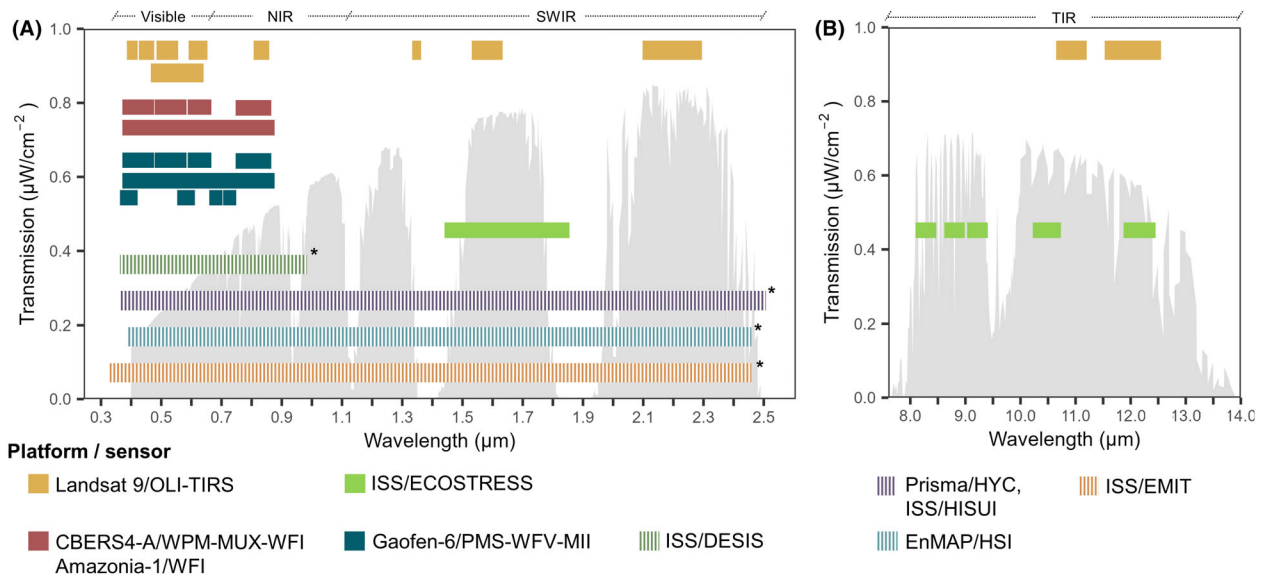 Visible NIR SWIR TIR
(A) (B)
1.0 0.8 0.6 0.4 0.2 0.0
Transmission (µW/cm⁻²)
* * * *
0.3 0.5 0.7 0.9 1.1 1.3 1.5 1.7 1.9 2.1 2.3 2.5
Wavelength (µm)
1.0 0.8 0.6 0.4 0.2 0.0
Transmission (µW/cm⁻²)
8.0 9.0 10.0 11.0 12.0 13.0 14.0
Wavelength (µm)
Platform / sensor
Landsat 9/OLI-TIRS
ISS/ECOSTRESS
Prisma/HYC,
ISS/HISUI
ISS/EMIT
CBERS4-A/WPM-MUX-WFI
Amazonia-1/WFI
Gaofen-6/PMS-WFV-MII
ISS/DESIS
EnMAP/HSI